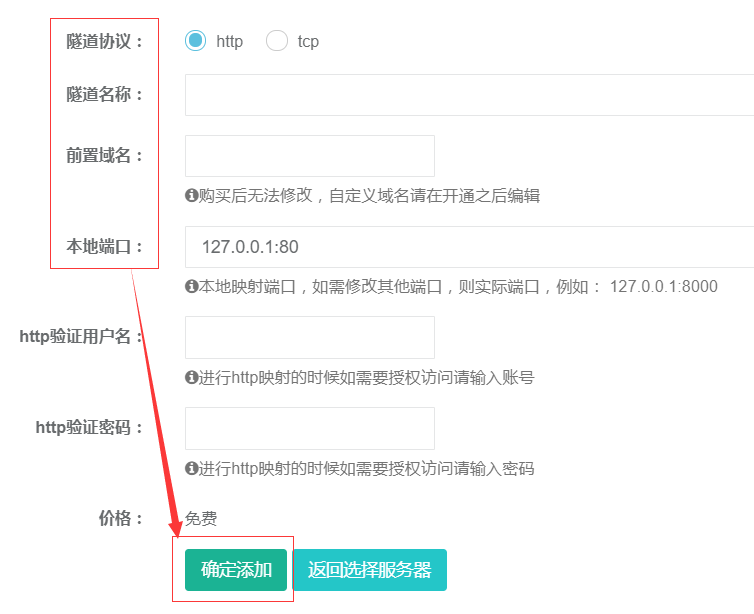 隧道协议： http tcp
隧道名称：
前置域名：
购买后无法修改，自定义域名请在开通之后编辑
本地端口： 127.0.0.1:80
本地映射端口，如需修改其他端口，则实际端口，例如： 127.0.0.1:8000
http验证用户名：
进行http映射的时候如需要授权访问请输入账号
http验证密码：
进行http映射的时候如需要授权访问请输入密码
价格： 免费
确定添加 返回选择服务器